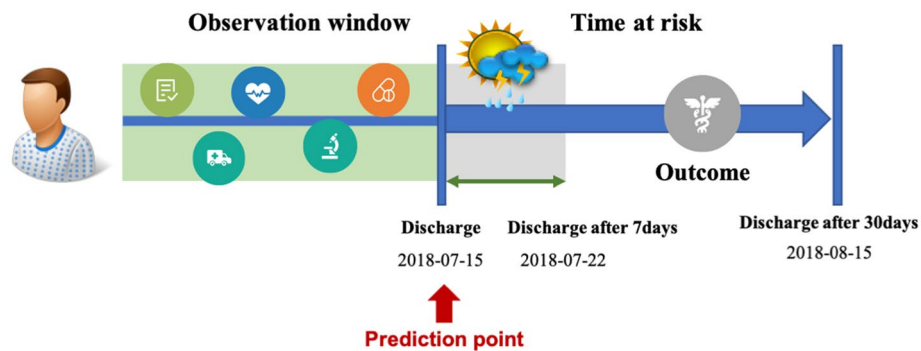 Observation window
Time at risk
Outcome
Discharge
Discharge after 7days
Discharge after 30days
2018-07-15
2018-07-22
2018-08-15
Prediction point